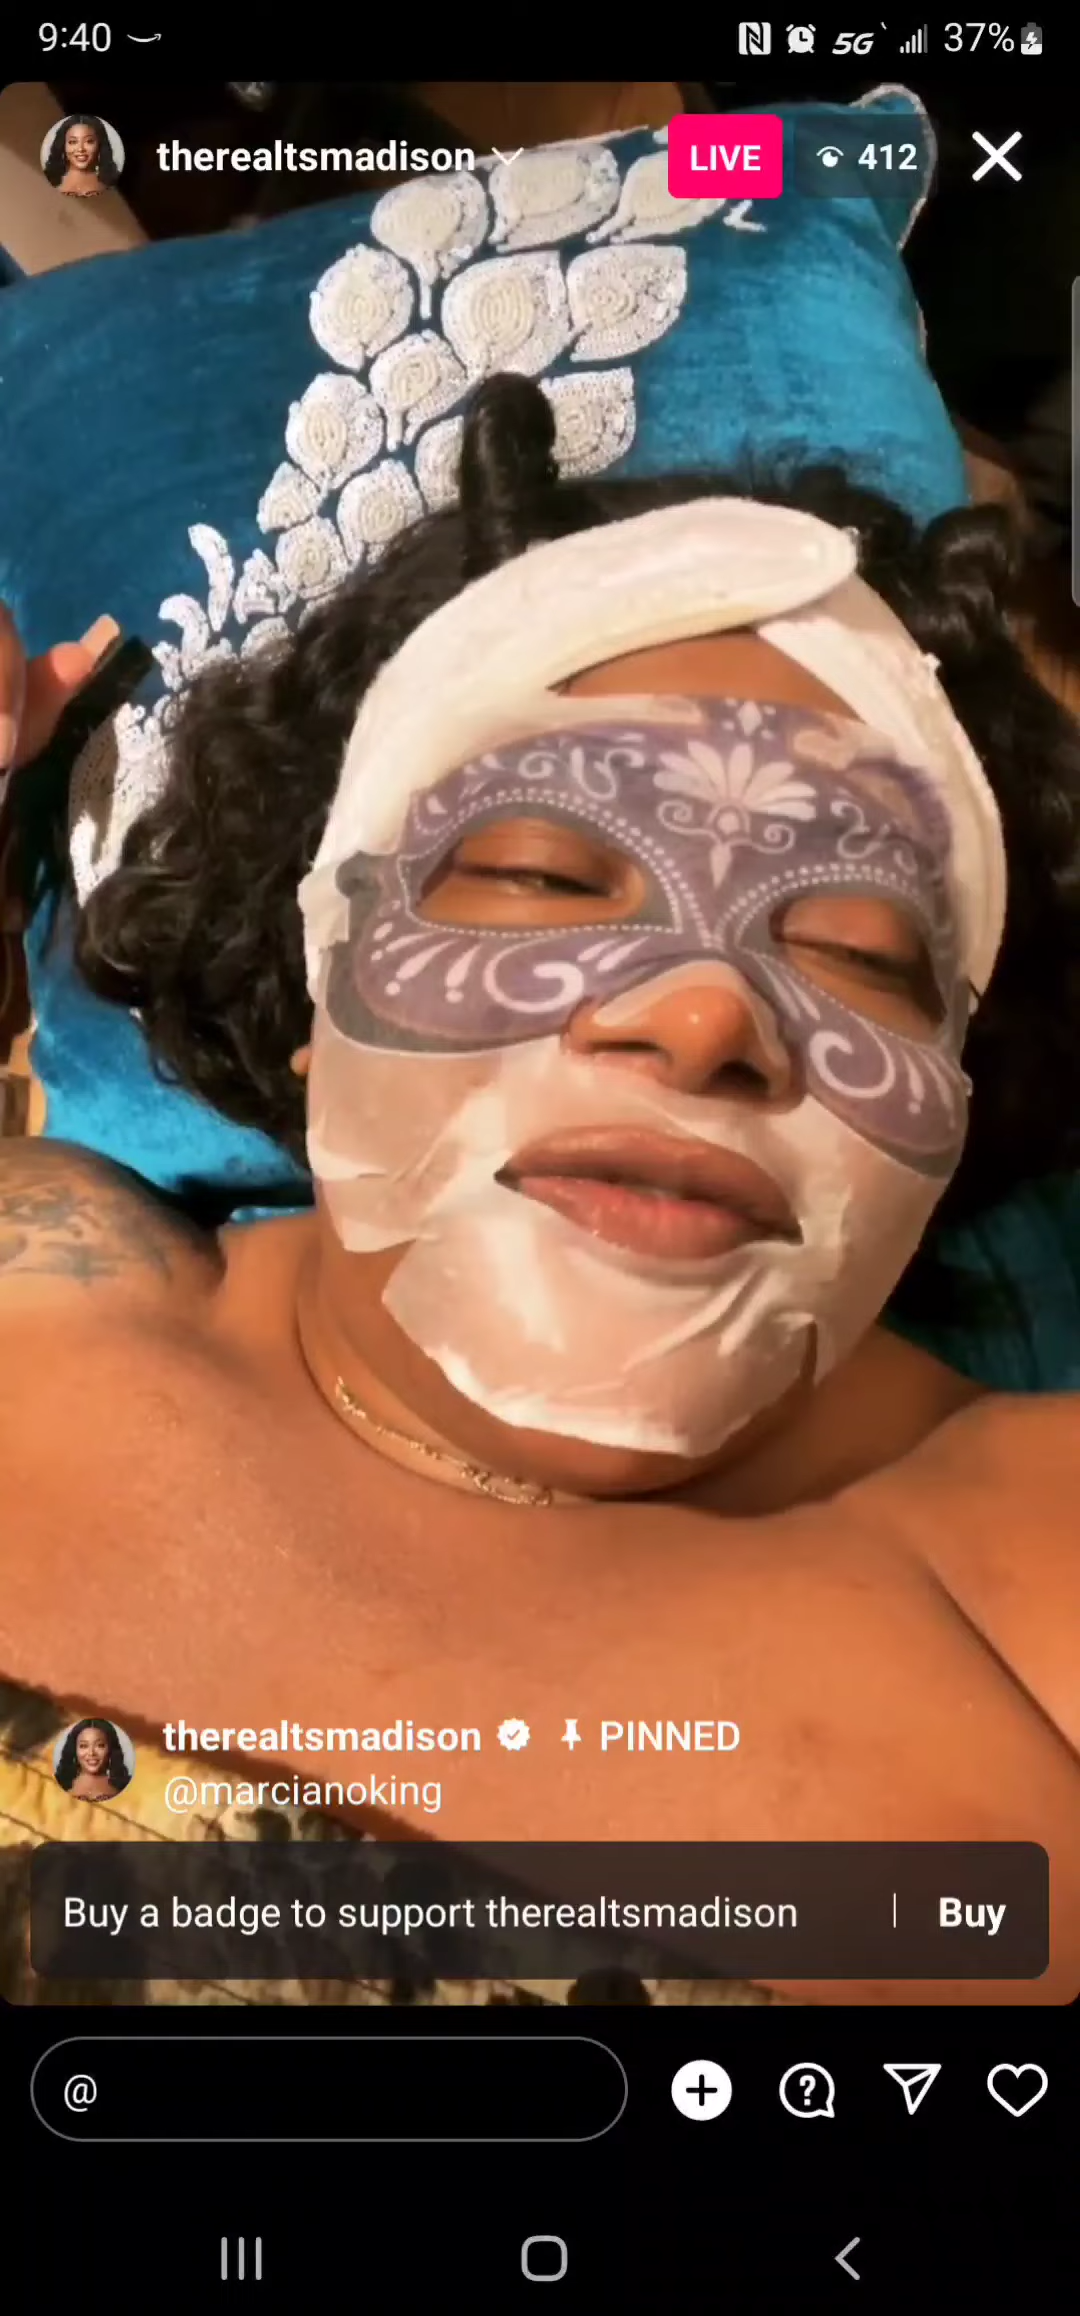 9:40
5G
37%
therealtsmadison
LIVE
412
therealtsmadison PINNED
@marcianoking
Buy a badge to support therealtsmadison | Buy
@